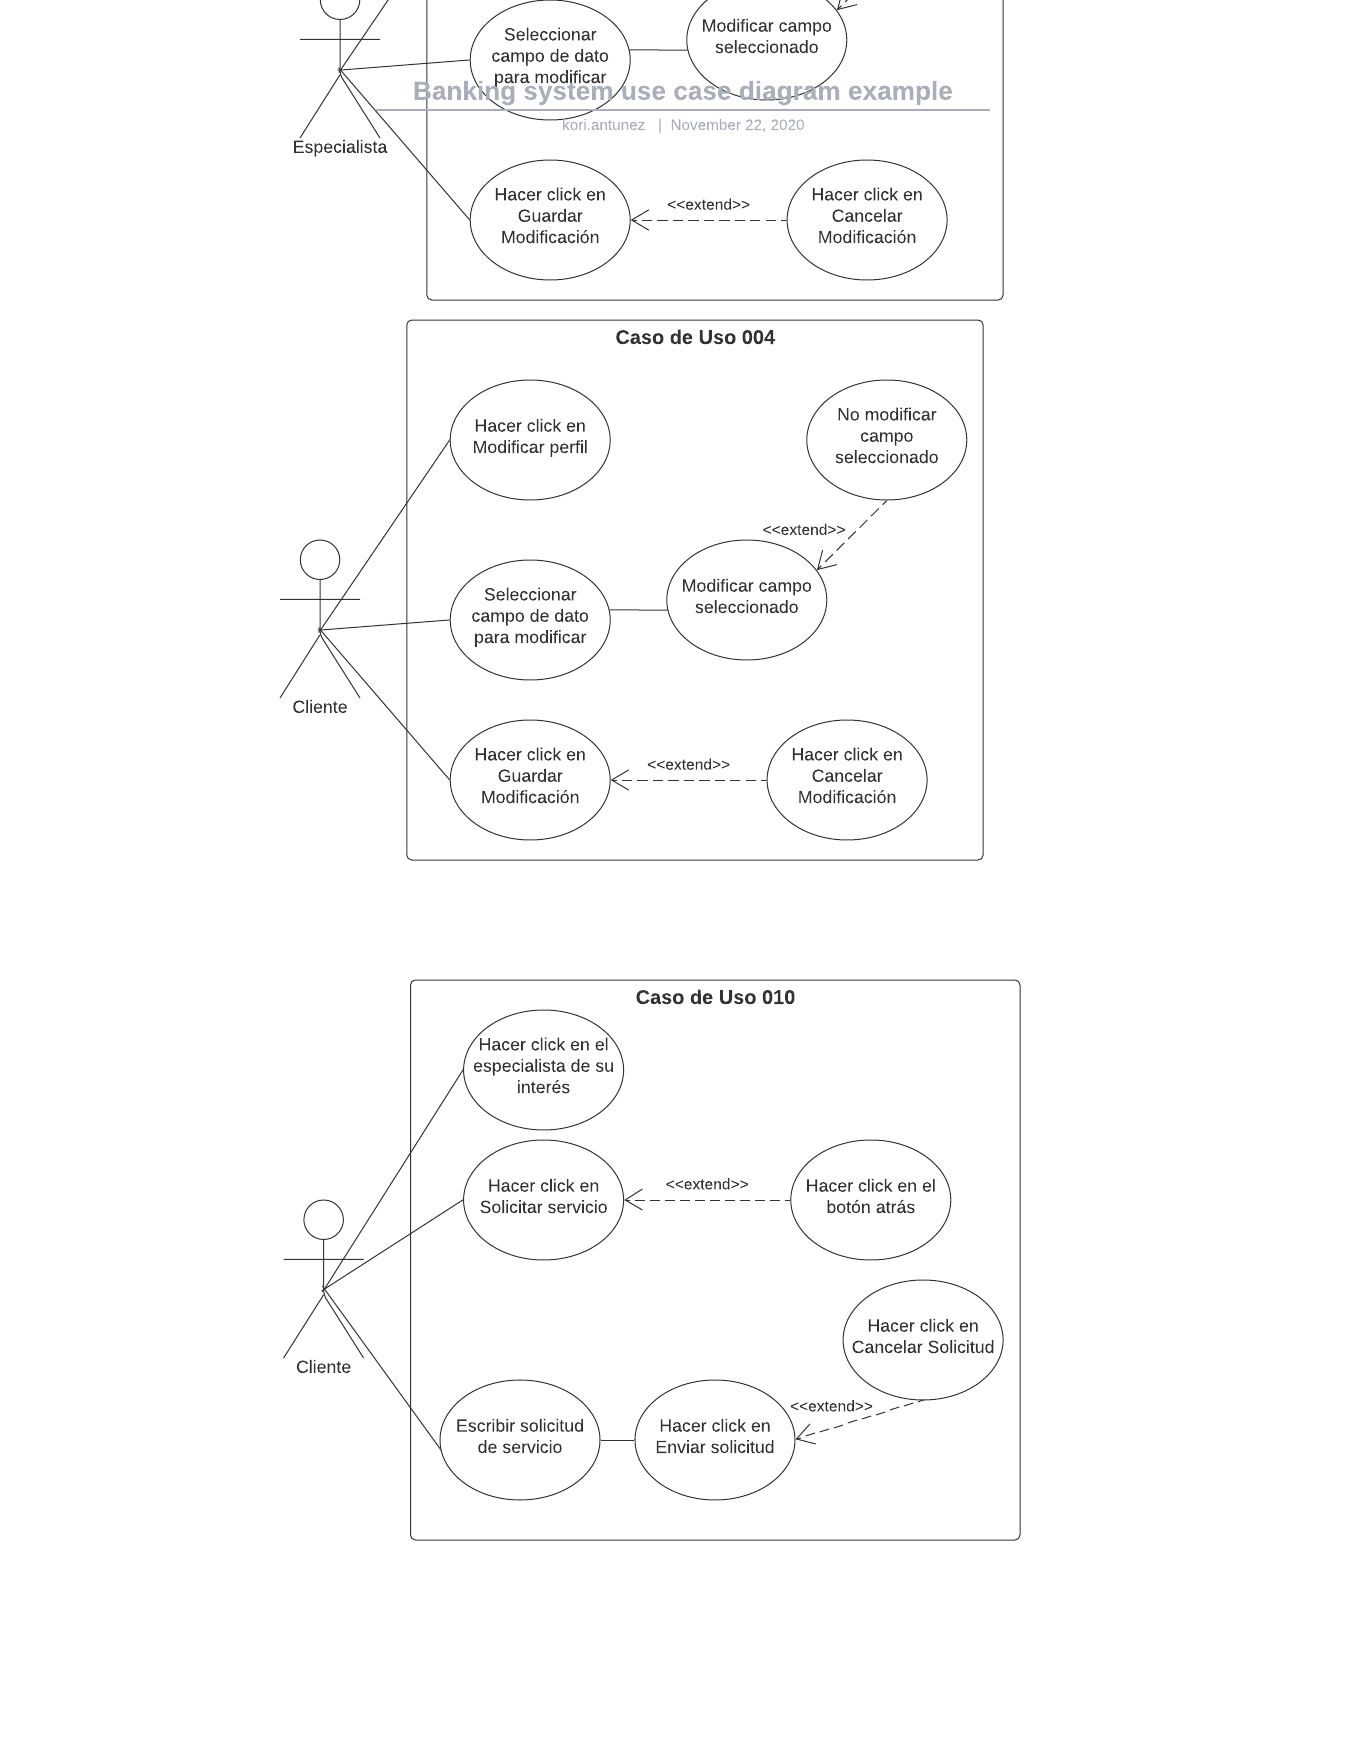 Modificar campo
seleccionado
Seleccionar
campo de dato
para modificar
Banking system use case diagram example
kori.antunez | November 22, 2020
Especialista
Hacer click en
Guardar
Modificación
<<extend>>
Hacer click en
Cancelar
Modificación
Caso de Uso 004
Hacer click en
Modificar perfil
No modificar
campo
seleccionado
<<extend>>
Seleccionar
campo de dato
para modificar
Modificar campo
seleccionado
Cliente
Hacer click en
Guardar
Modificación
<<extend>>
Hacer click en
Cancelar
Modificación
Caso de Uso 010
Hacer click en el
especialista de su
interés
Hacer click en
Solicitar servicio
<<extend>>
Hacer click en el
botón atrás
Hacer click en
Cancelar Solicitud
Cliente
<<extend>>
Escribir solicitud
de servicio
Hacer click en
Enviar solicitud